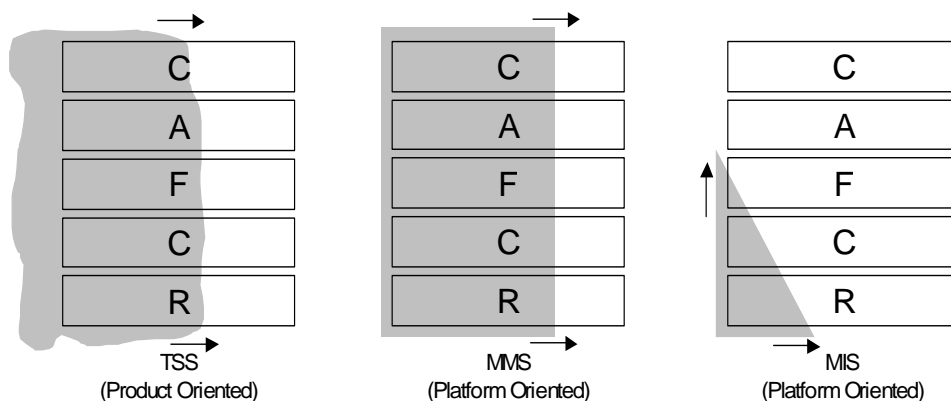 C
A
F
C
R
TSS
(Product Oriented)
C
A
F
C
R
MMS
(Platform Oriented)
C
A
F
C
R
MIS
(Platform Oriented)